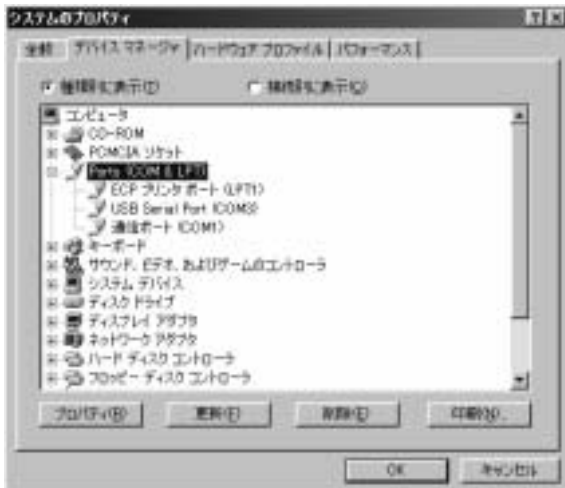 システムのプロパティ
全般 デバイス マネージャ ハードウェア プロファイル パフォーマンス
種類別に表示(T) 接続別に表示(C)
コンピュータ
CD-ROM
PCMCIA ソケット
Ports (COM & LPT)
ECP プリンタ ポート (LPT1)
USB Serial Port (COM3)
通信ポート (COM1)
キーボード
サウンド、ビデオ、およびゲームのコントローラ
システム デバイス
ディスク ドライブ
ディスプレイ アダプタ
ネットワーク アダプタ
ハード ディスク コントローラ
フロッピー ディスク コントローラ
プロパティ(R) 更新(F) 削除(E) 印刷(N)...
OK キャンセル